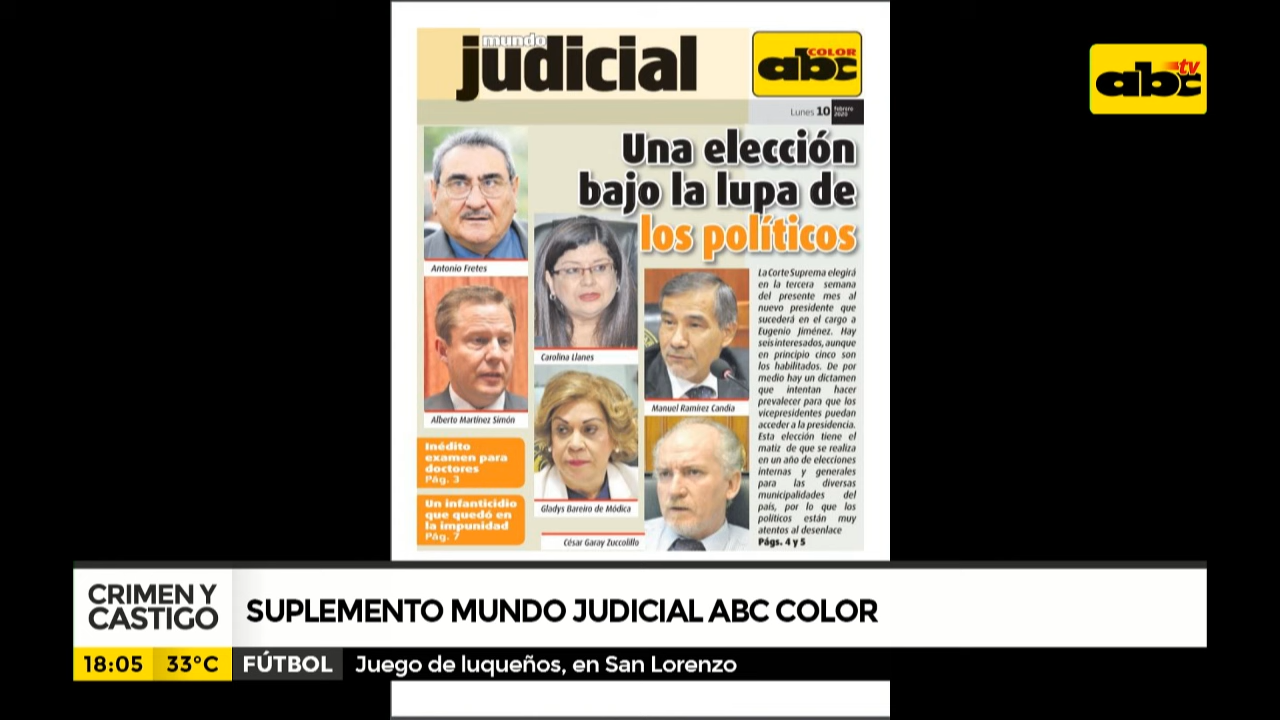 mundo
judicial
abc COLOR
abc tv
Lunes 10 febrero 2020
Una elección
bajo la lupa de
los políticos
Antonio Fretes
Carolina Llanes
Alberto Martínez Simón
Manuel Ramírez Candia
Gladys Bareiro de Módica
César Garay Zuccolillo
La Corte Suprema elegirá
en la tercera semana
del presente mes al
nuevo presidente que
sucederá en el cargo a
Eugenio Jiménez. Hay
seis interesados, aunque
en principio cinco son
los habilitados. De por
medio hay un dictamen
que intentan hacer
prevalecer para que los
vicepresidentes puedan
acceder a la presidencia.
Esta elección tiene el
matiz de que se realiza
en un año de elecciones
internas y generales
para las diversas
municipalidades del
país, por lo que los
políticos están muy
atentos al desenlace
Págs. 4 y 5
Inédito
examen para
doctores
Pág. 3
Un infanticidio
que quedó en
la impunidad
Pág. 7
CRIMEN Y
CASTIGO
SUPLEMENTO MUNDO JUDICIAL ABC COLOR
18:05 33°C FÚTBOL Juego de luqueños, en San Lorenzo